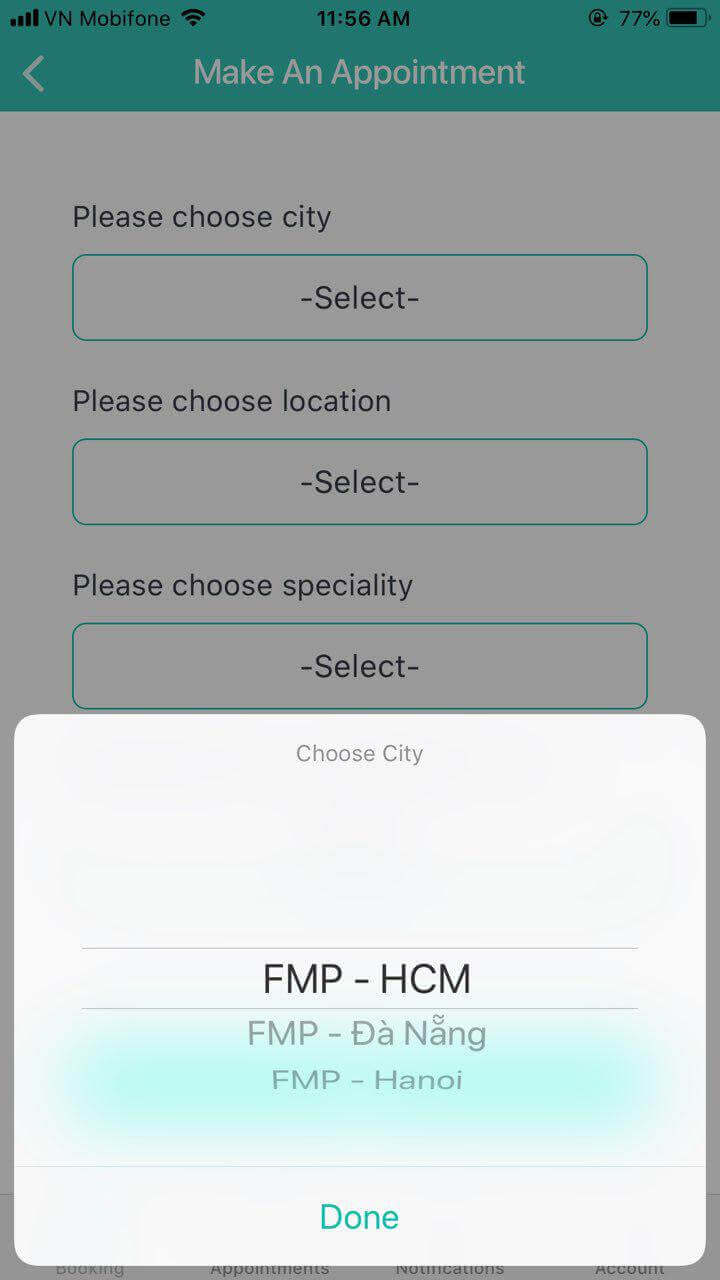 VN Mobifone 11:56 AM 77%
Make An Appointment
Please choose city
-Select-
Please choose location
-Select-
Please choose speciality
-Select-
Choose City
FMP - HCM
FMP - Đà Nẵng
FMP - Hanoi
Done
Booking Appointments Notifications Account